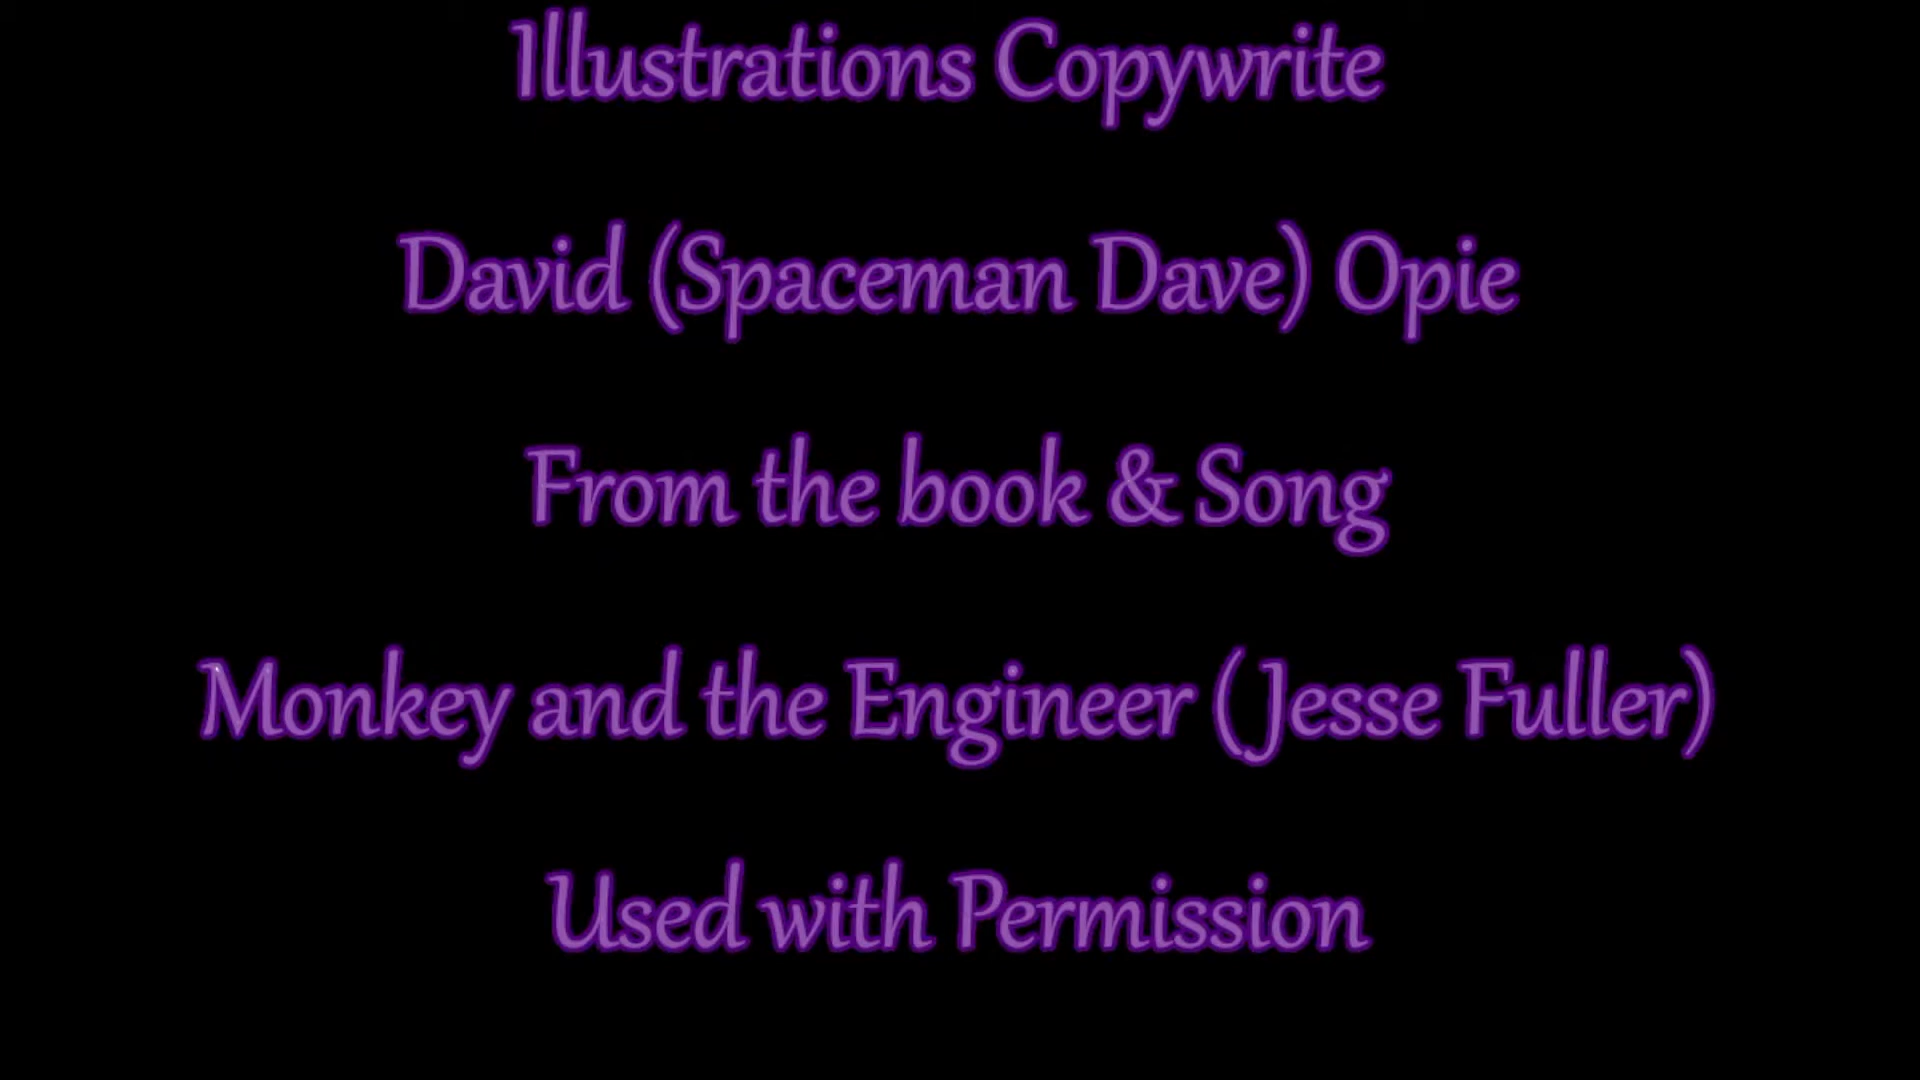 Illustrations Copywrite
David (Spaceman Dave) Opie
From the book & Song
Monkey and the Engineer (Jesse Fuller)
Used with Permission